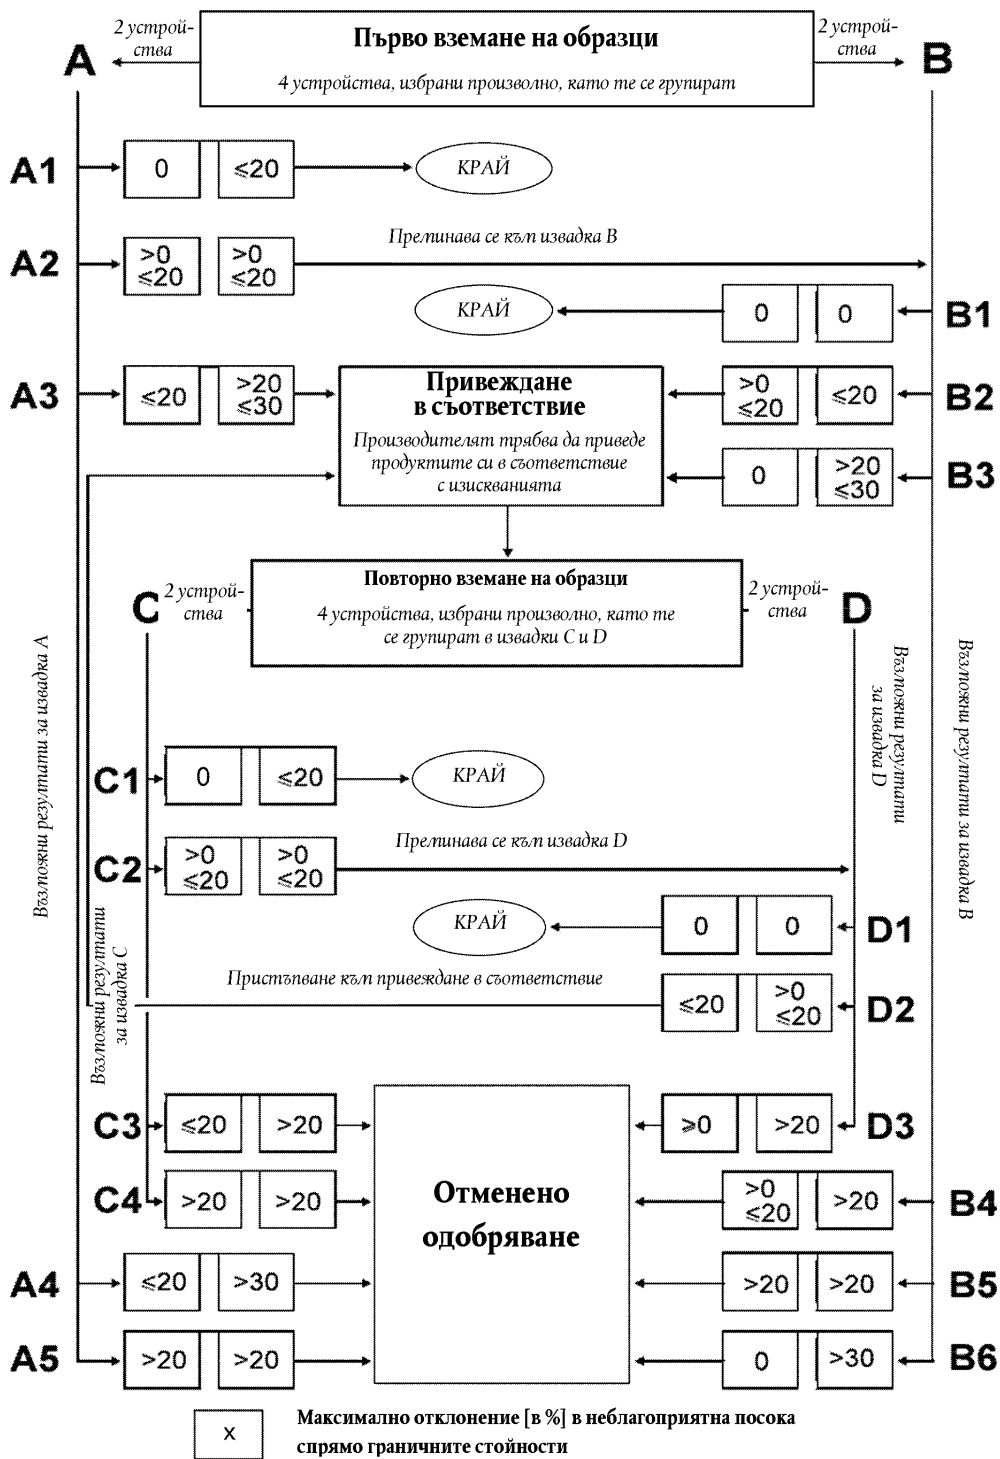 2 устрой-
ства
Първо вземане на образци
4 устройства, избрани произволно, като те се групират
2 устрой-
ства
A
B
A1
0
⩽20
КРАЙ
A2
>0
⩽20
>0
⩽20
Преминава се към извадка B
КРАЙ
0
0
B1
A3
⩽20
>20
⩽30
Привеждане
в съответствие
Производителят трябва да приведе
продуктите си в съответствие
с изискванията
>0
⩽20
⩽20
B2
0
>20
⩽30
B3
C
2 устрой-
ства
Повторно вземане на образци
4 устройства, избрани произволно, като те
се групират в извадки C и D
2 устрой-
ства
D
Възможни резултати за извадка A
Възможни резултати
за извадка D
Възможни резултати за извадка B
C1
0
⩽20
КРАЙ
C2
>0
⩽20
>0
⩽20
Преминава се към извадка D
КРАЙ
0
0
D1
Възможни резултати
за извадка C
Пристъпване към привеждане в съответствие
⩽20
>0
⩽20
D2
C3
⩽20
>20
⩾0
>20
D3
C4
>20
>20
Отменено
одобряване
>0
⩽20
>20
B4
A4
⩽20
>30
>20
>20
B5
A5
>20
>20
0
>30
B6
x
Максимално отклонение [в %] в неблагоприятна посока
спрямо граничните стойности